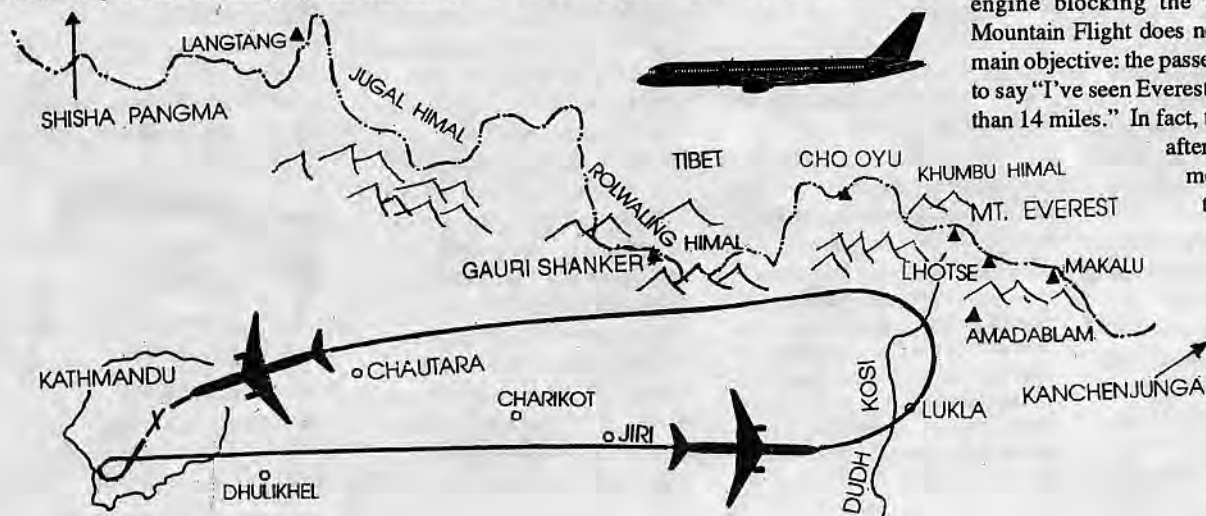 engine blocking the
Mountain Flight does
main objective: the
to say "I've seen Everest
than 14 miles." In fact,
after
LANGTANG
SHISHA PANGMA
JUGAL HIMAL
ROLWALING HIMAL
TIBET
CHO OYU
KHUMBU HIMAL
MT. EVEREST
GAURI SHANKER
LHOTSE
MAKALU
AMADABLAM
KATHMANDU
CHAUTARA
CHARIKOT
JIRI
DHULIKHEL
DUDH KOSI
LUKLA
KANCHENJUNGA